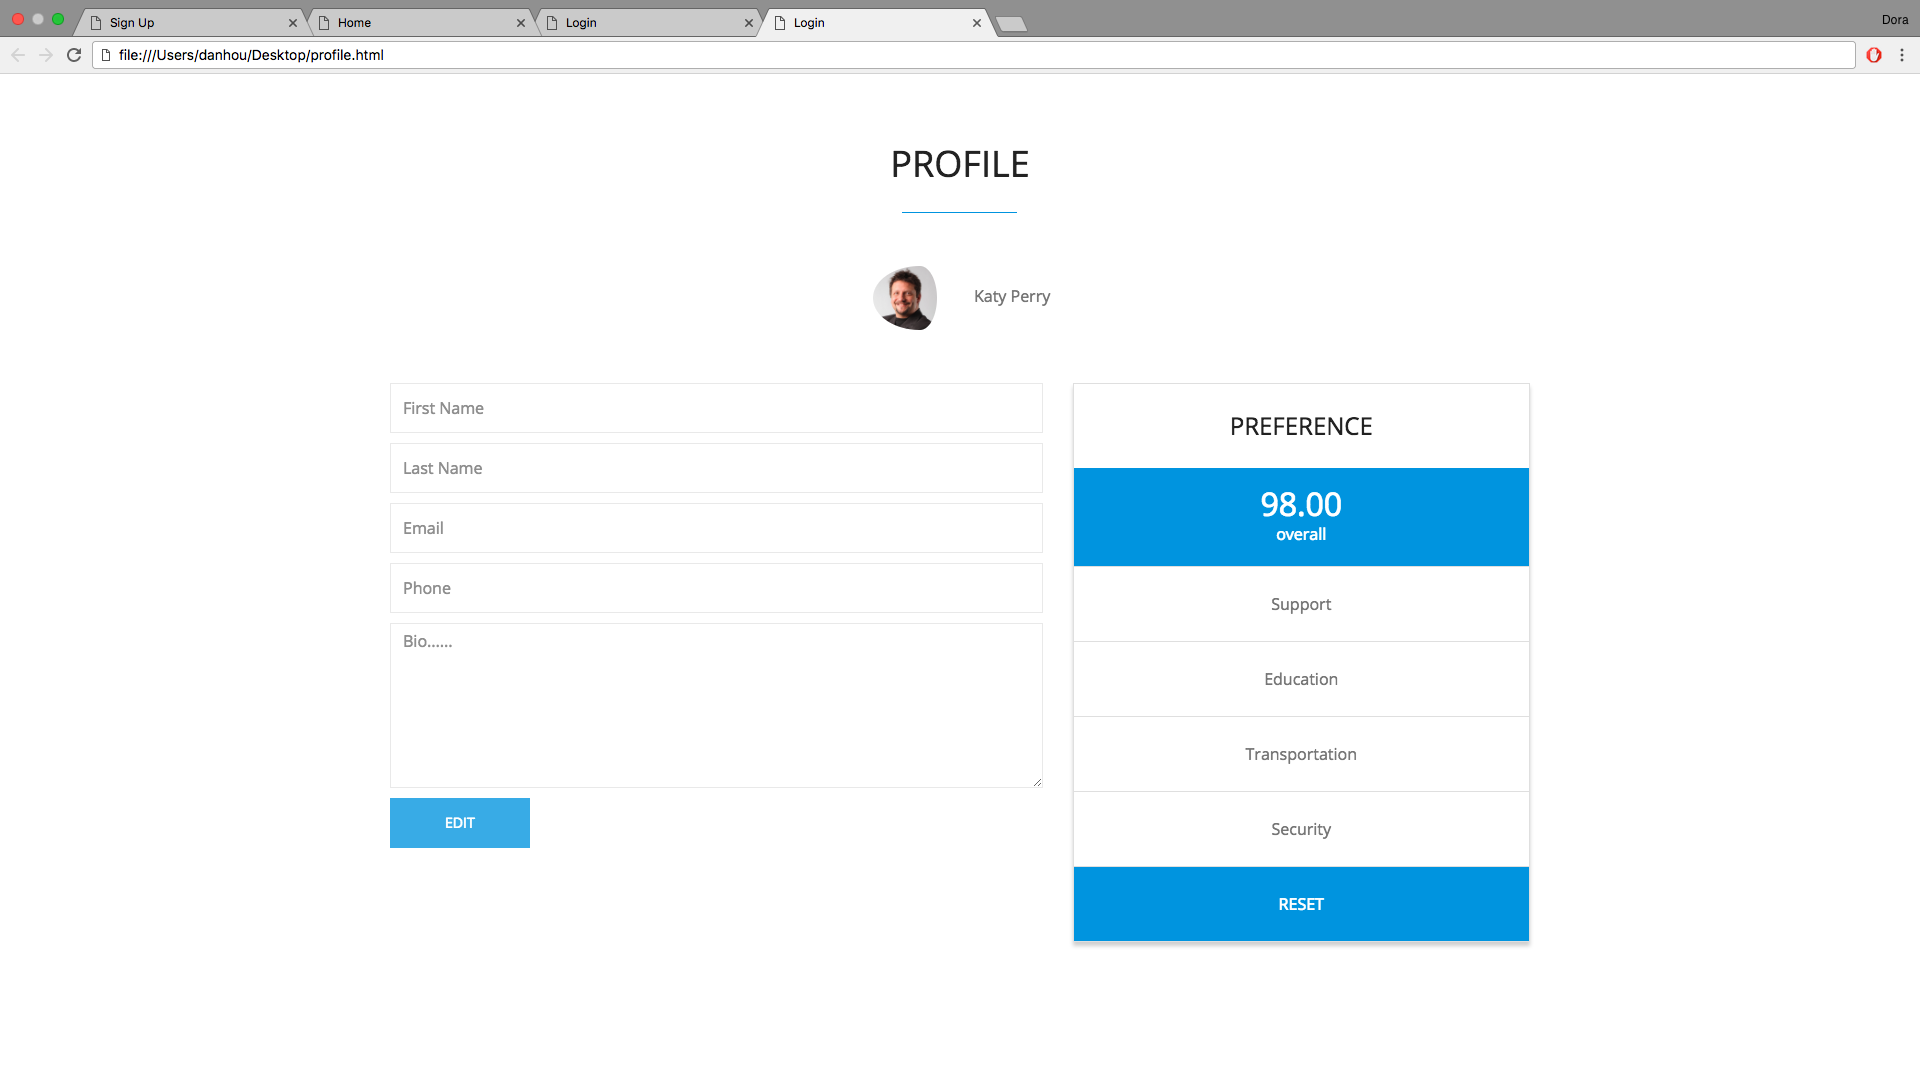 Sign Up
Home
Login
Login
Dora
file:///Users/danhou/Desktop/profile.html
PROFILE
Katy Perry
First Name
Last Name
Email
Phone
Bio......
EDIT
PREFERENCE
98.00
overall
Support
Education
Transportation
Security
RESET